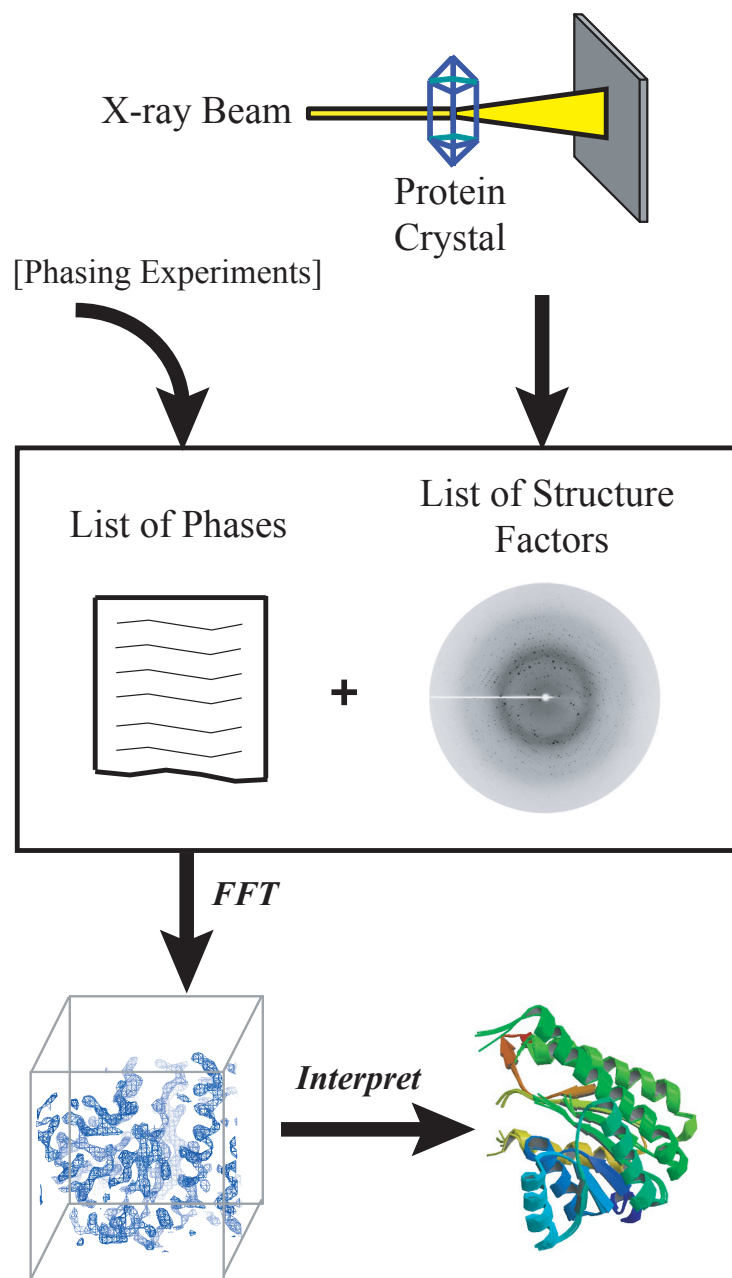 X-ray Beam
Protein
Crystal
[Phasing Experiments]
List of Phases
List of Structure
Factors
+
FFT
Interpret